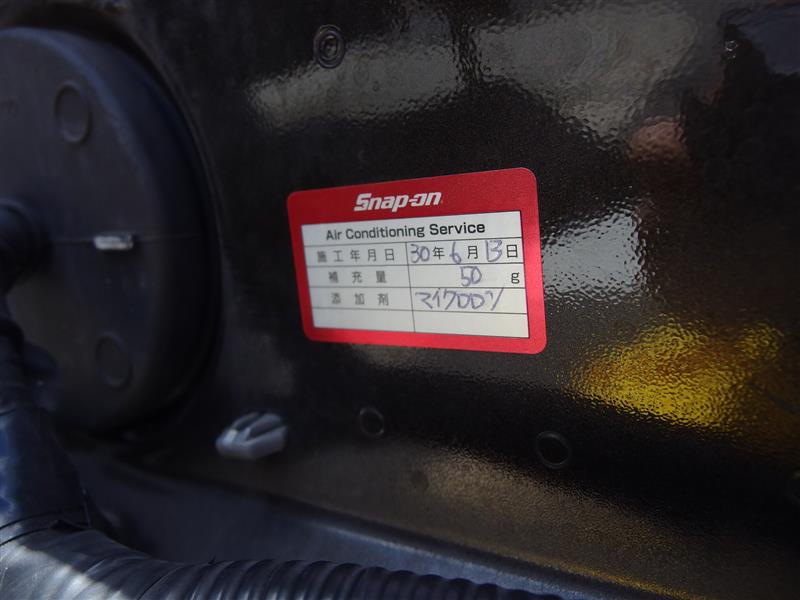 Snap-on
Air Conditioning Service
施工年月日 30年6月13日
補充量 50 g
添加剤 マイクロロン